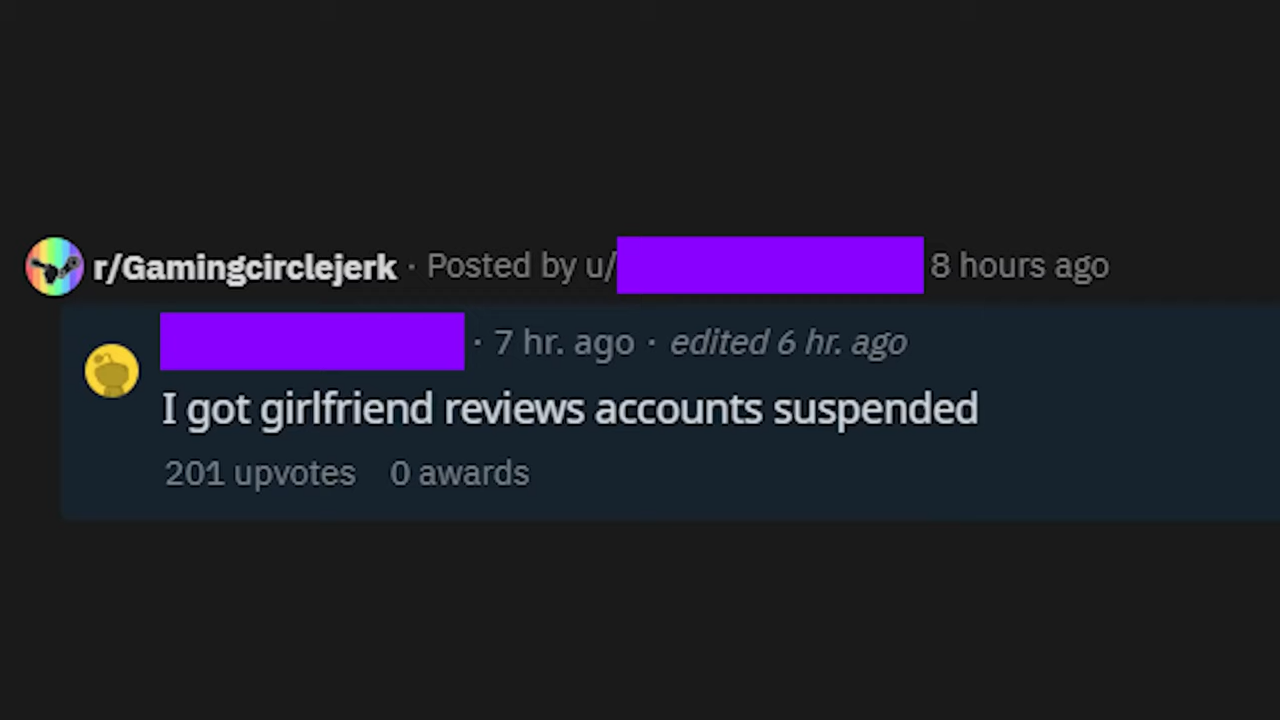 r/Gamingcirclejerk · Posted by u/ 8 hours ago
· 7 hr. ago · edited 6 hr. ago
I got girlfriend reviews accounts suspended
201 upvotes 0 awards